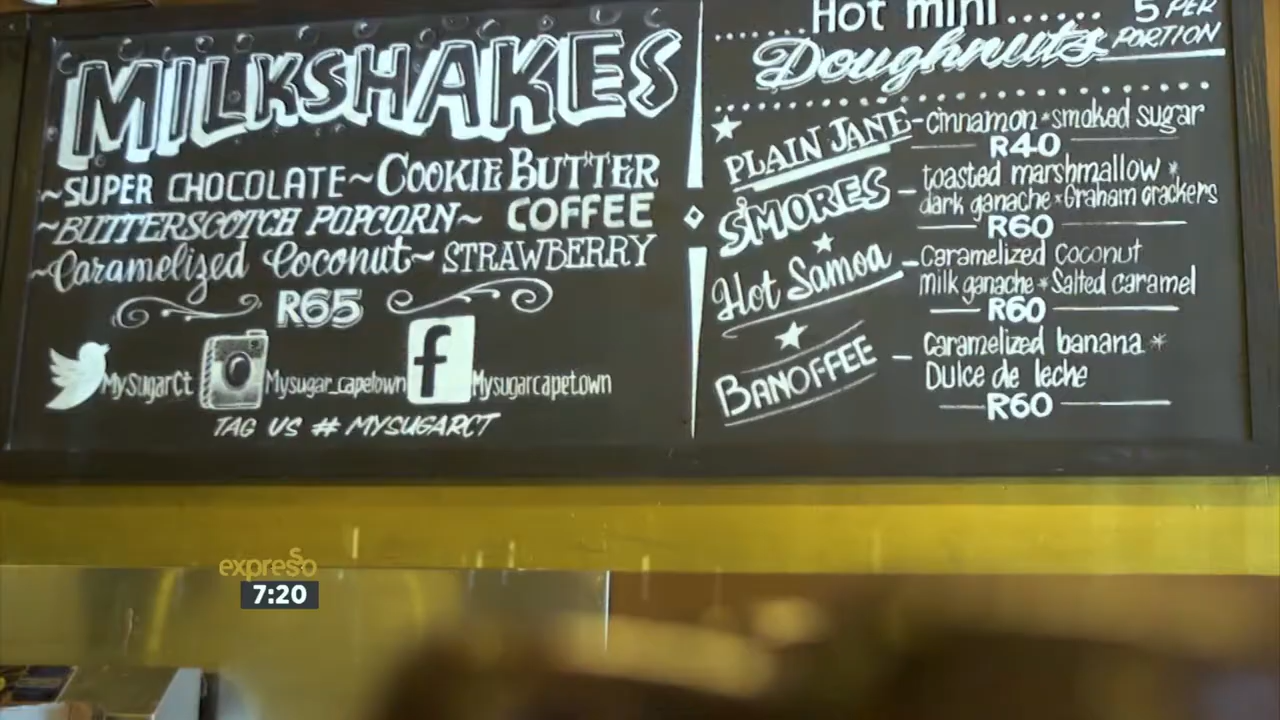 MILKSHAKES
~SUPER CHOCOLATE~COOKIE BUTTER
~BUTTERSCOTCH POPCORN~ COFFEE
~Caramelized Coconut~STRAWBERRY
R65
MySugarCt Mysugar_capetown f Mysugarcapetown
TAG US # MYSUGARCT
Hot mini...... 5 PER
Doughnuts PORTION
PLAIN JANE-cinnamon*smoked sugar
R40
S'MORES - toasted marshmallow *
dark ganache*Graham crackers
R60
Hot Samoa - Caramelized Coconut
milk ganache*Salted caramel
R60
BANOFFEE - Caramelized banana *
Dulce de leche
R60
expresso
7:20